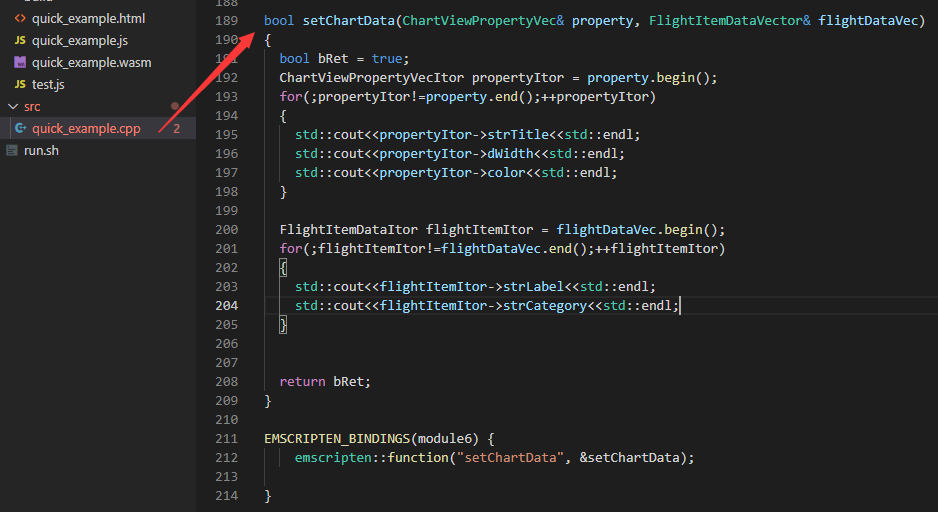 188
quick_example.html
189 bool setChartData(ChartViewPropertyVec& property, FlightItemDataVector& flightDataVec)
JS quick_example.js
190 {
quick_example.wasm
191 bool bRet = true;
JS test.js
192 ChartViewPropertyVecItor propertyItor = property.begin();
src
193 for(;propertyItor!=property.end();++propertyItor)
194 {
quick_example.cpp 2
195 std::cout<<propertyItor->strTitle<<std::endl;
run.sh
196 std::cout<<propertyItor->dWidth<<std::endl;
197 std::cout<<propertyItor->color<<std::endl;
198 }
199
200 FlightItemDataItor flightItemItor = flightDataVec.begin();
201 for(;flightItemItor!=flightDataVec.end();++flightItemItor)
202 {
203 std::cout<<flightItemItor->strLabel<<std::endl;
204 std::cout<<flightItemItor->strCategory<<std::endl;
205 }
206
207
208 return bRet;
209 }
210
211 EMSCRIPTEN_BINDINGS(module6) {
212 emscripten::function("setChartData", &setChartData);
213
214 }